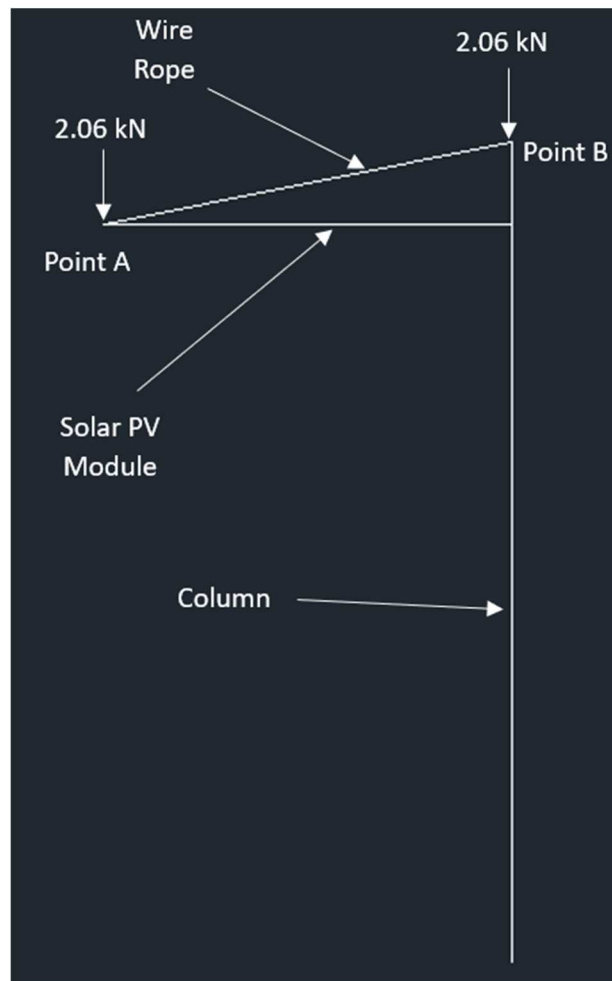 Wire
Rope
2.06 kN
2.06 kN
Point B
Point A
Solar PV
Module
Column